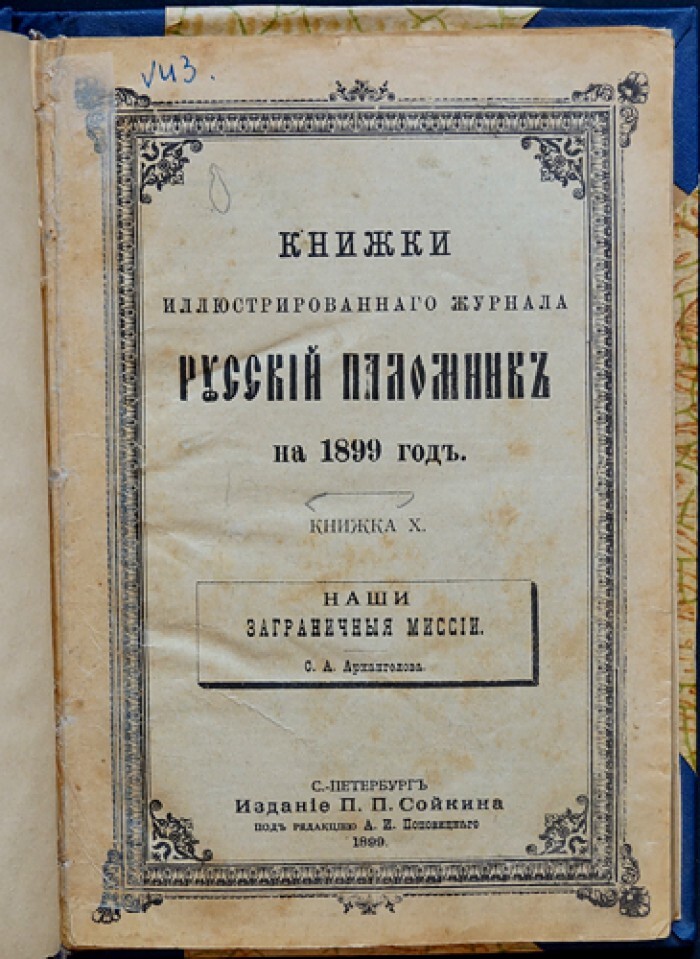 КНИЖКИ
ИЛЛЮСТРИРОВАННАГО ЖУРНАЛА
РУССКІЙ ПАЛОМНИКЪ
на 1899 годъ.
КНИЖКА X.
НАШИ
ЗАГРАНИЧНЫЯ МИССІИ.
С. А. Архангелова.
С.-ПЕТЕРБУРГЪ
Изданіе П. П. Сойкина
ПОДЪ РЕДАКЦІЕЮ А. И. Поповицкаго
1899.